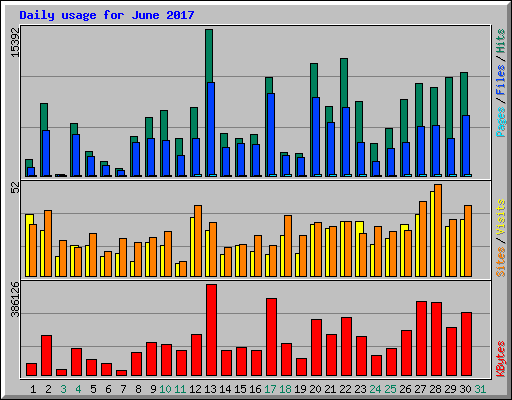 Daily usage for June 2017
15392
Pages / Files / Hits
52
Sites / Visits
386126
KBytes
1 2 3 4 5 6 7 8 9 10 11 12 13 14 15 16 17 18 19 20 21 22 23 24 25 26 27 28 29 30 31